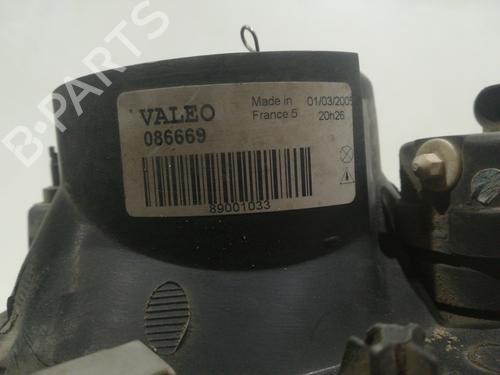 VALEO
086669
Made in
France 5
01/03/2005
20h26
89001033
B-PARTS